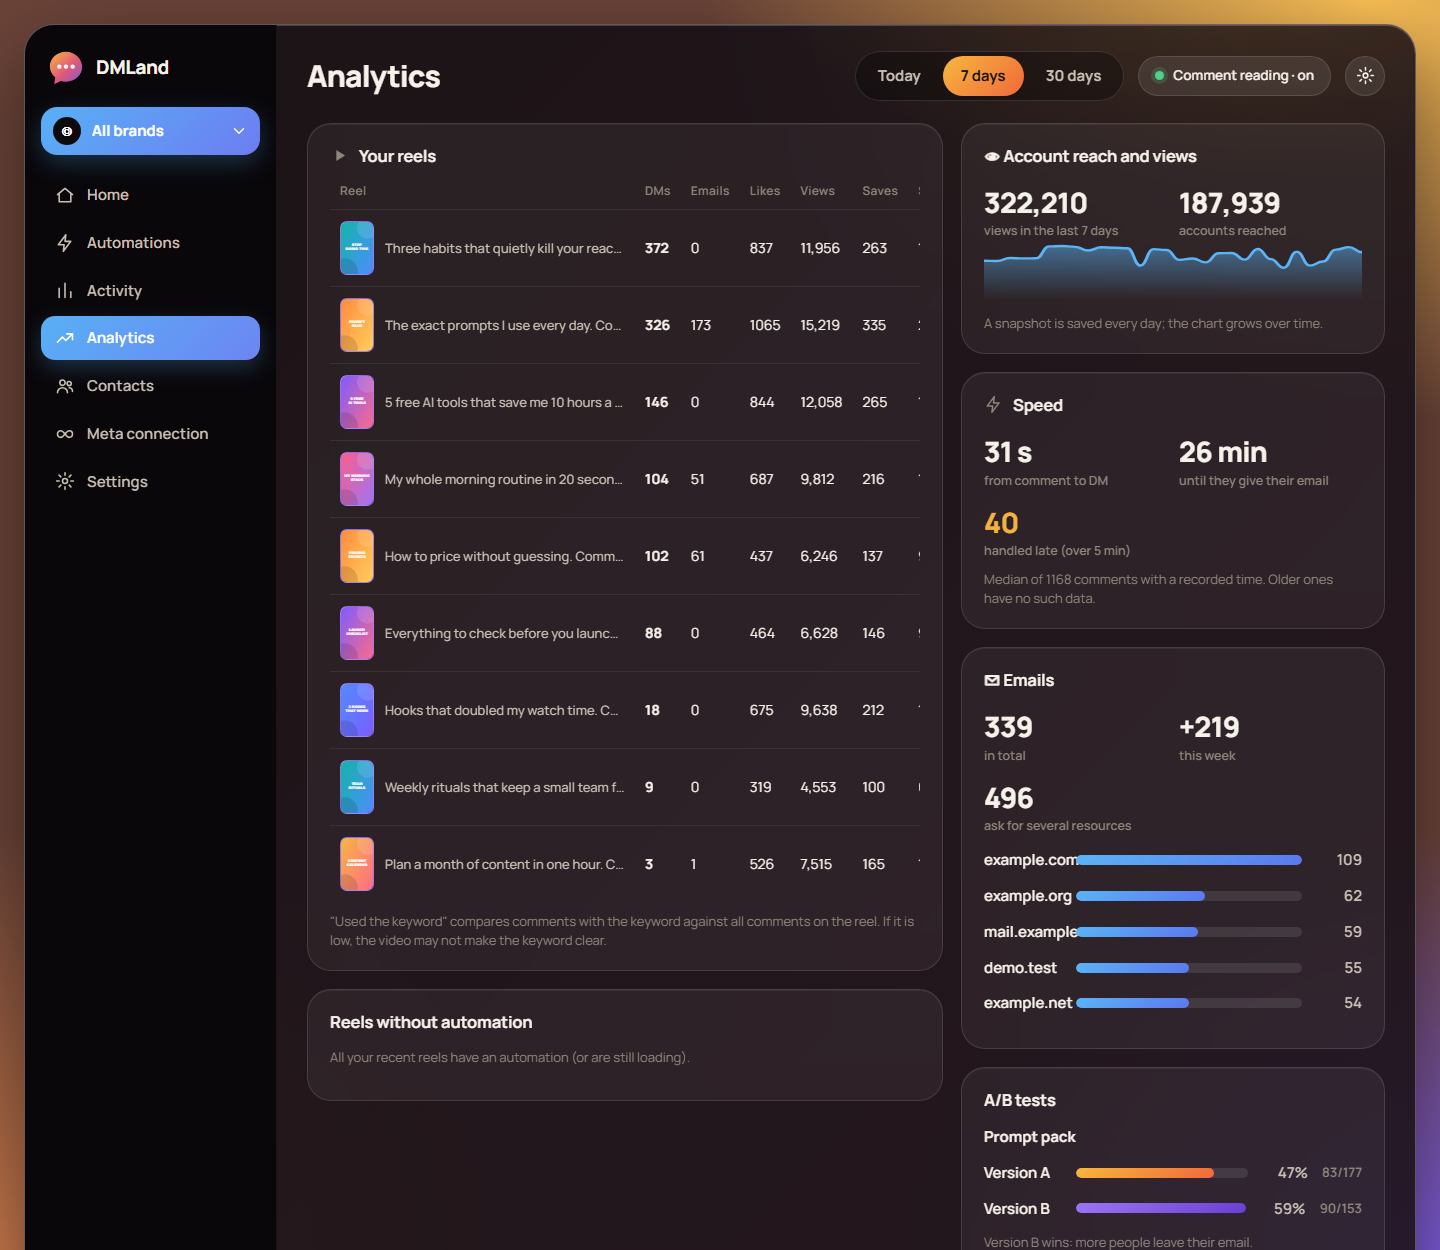 DMLand
All brands
Home
Automations
Activity
Analytics
Contacts
Meta connection
Settings
Analytics
Today 7 days 30 days
Comment reading · on
Your reels
Reel DMs Emails Likes Views Saves
Three habits that quietly kill your reac... 372 0 837 11,956 263
The exact prompts I use every day. Co... 326 173 1065 15,219 335
5 free AI tools that save me 10 hours a ... 146 0 844 12,058 265
My whole morning routine in 20 secon... 104 51 687 9,812 216
How to price without guessing. Comm... 102 61 437 6,246 137
Everything to check before you launc... 88 0 464 6,628 146
Hooks that doubled my watch time. C... 18 0 675 9,638 212
Weekly rituals that keep a small team f... 9 0 319 4,553 100
Plan a month of content in one hour. C... 3 1 526 7,515 165
"Used the keyword" compares comments with the keyword against all comments on the reel. If it is
low, the video may not make the keyword clear.
Reels without automation
All your recent reels have an automation (or are still loading).
Account reach and views
322,210 187,939
views in the last 7 days accounts reached
A snapshot is saved every day; the chart grows over time.
Speed
31 s 26 min
from comment to DM until they give their email
40
handled late (over 5 min)
Median of 1168 comments with a recorded time. Older ones
have no such data.
Emails
339 +219
in total this week
496
ask for several resources
example.com 109
example.org 62
mail.example 59
demo.test 55
example.net 54
A/B tests
Prompt pack
Version A 47% 83/177
Version B 59% 90/153
Version B wins: more people leave their email.